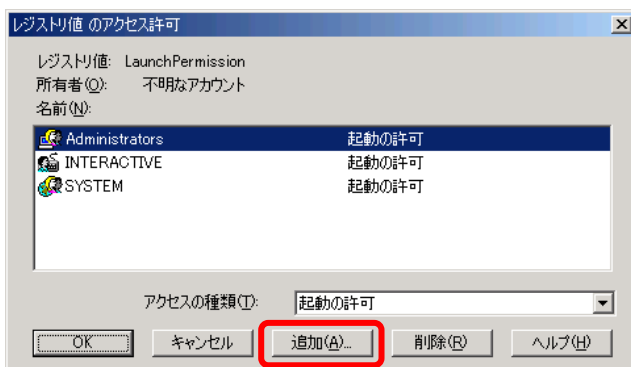 レジストリ値 のアクセス許可
レジストリ値: LaunchPermission
所有者(O): 不明なアカウント
名前(N):
Administrators 起動の許可
INTERACTIVE 起動の許可
SYSTEM 起動の許可
アクセスの種類(T): 起動の許可
OK キャンセル 追加(A)... 削除(R) ヘルプ(H)